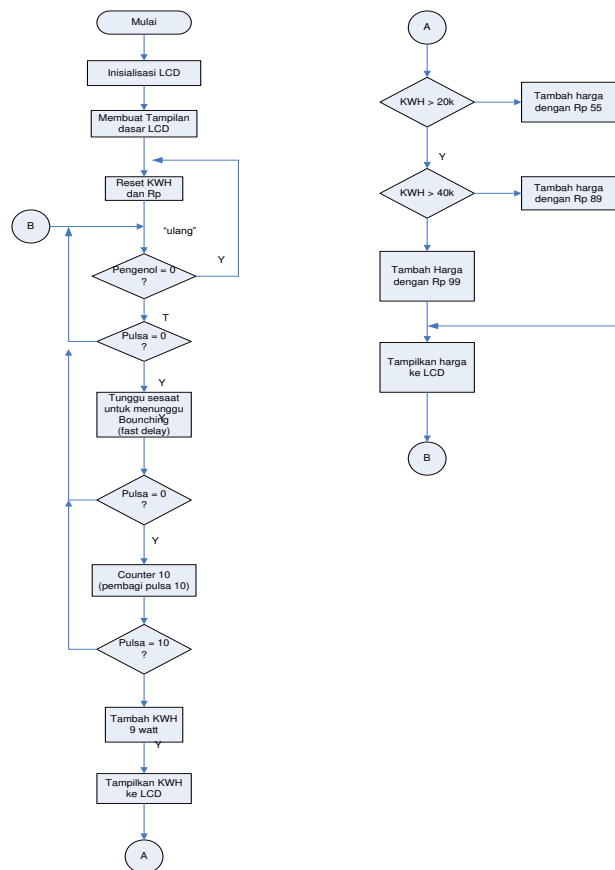 Mulai
Inisialisasi LCD
Membuat Tampilan
dasar LCD
Reset KWH
dan Rp
B
"ulang"
Pengenol = 0
?
Y
T
Pulsa = 0
?
Y
Tunggu sesaat
untuk menunggu
Y
Bounching
(fast delay)
Pulsa = 0
?
Y
Counter 10
(pembagi pulsa 10)
Pulsa = 10
?
Tambah KWH
9 watt
Y
Tampilkan KWH
ke LCD
A
A
KWH > 20k
Tambah harga
dengan Rp 55
Y
KWH > 40k
Tambah harga
dengan Rp 89
Tambah Harga
dengan Rp 99
Tampilkan harga
ke LCD
B